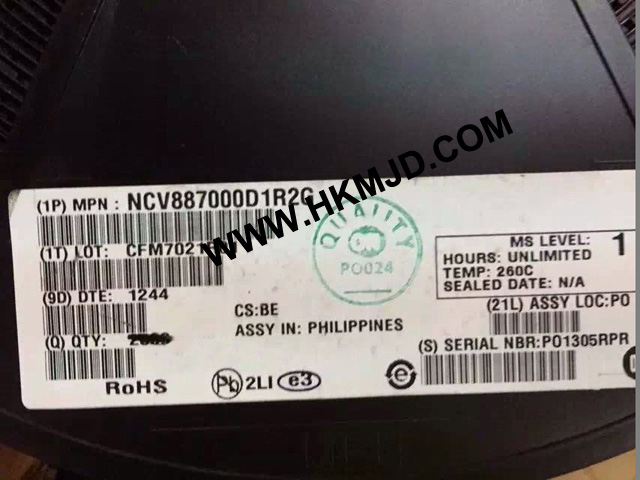 WWW.HKMJD.COM
(1P) MPN : NCV887000D1R2G
(1T) LOT: CFM702
(9D) DTE: 1244
(Q) QTY:
CS:BE
ASSY IN: PHILIPPINES
QUALITY
PO024
MS LEVEL: 1
HOURS: UNLIMITED
TEMP: 260C
SEALED DATE: N/A
(21L) ASSY LOC:PO
(S) SERIAL NBR:PO1305RPR
RoHS
Pb 2LI e3
e